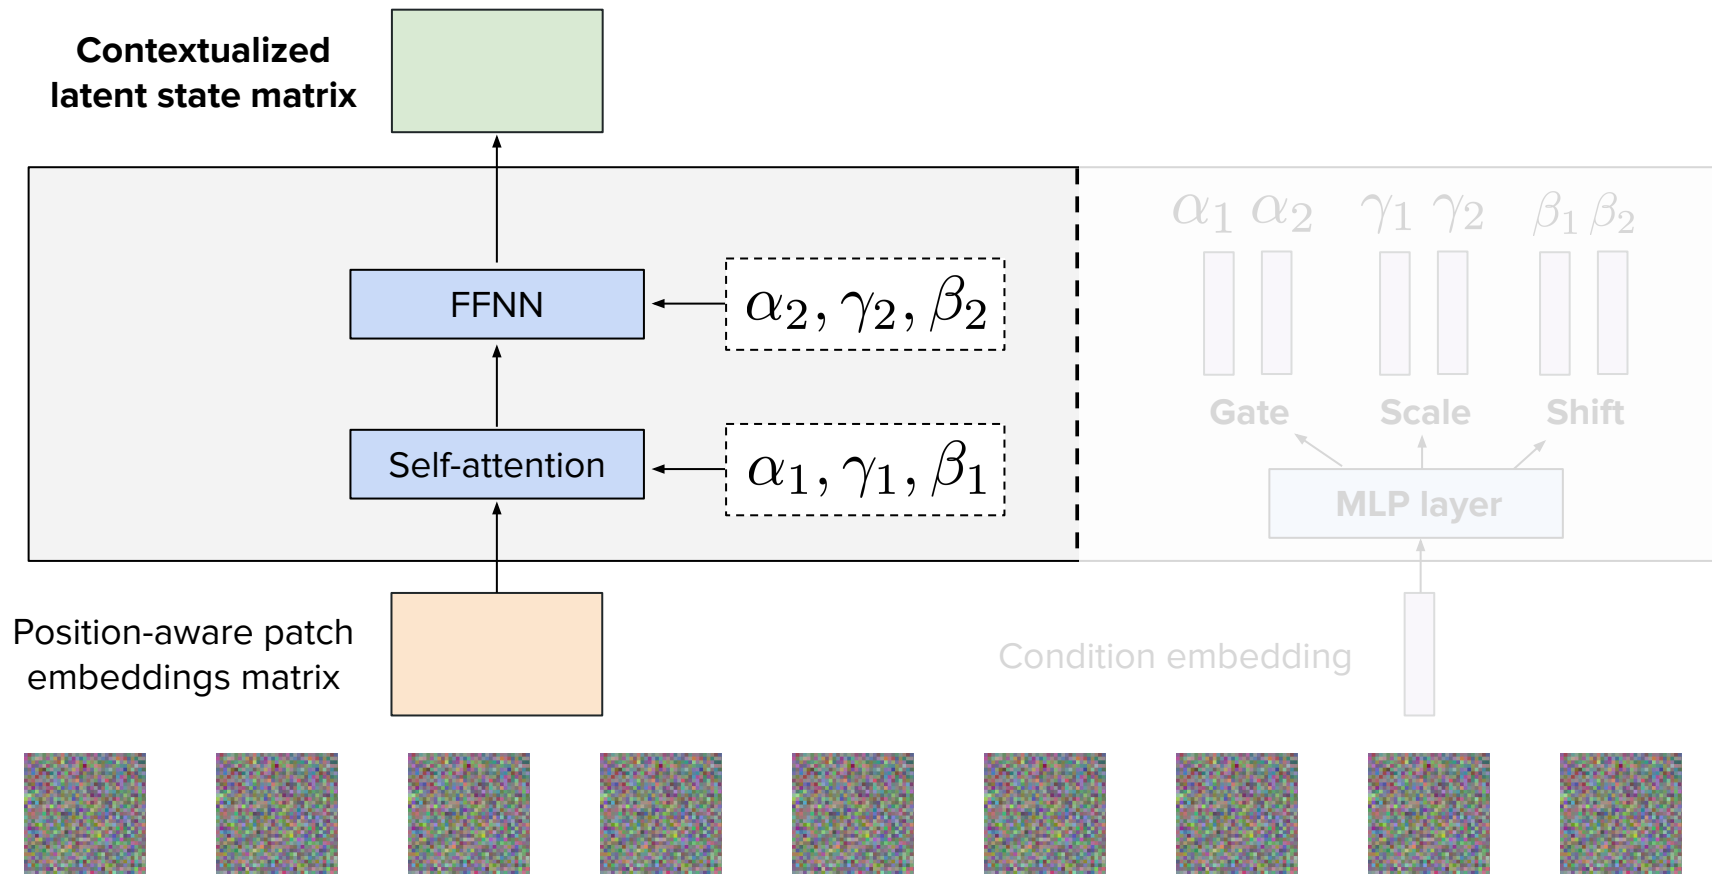 Contextualized
latent state matrix
α₁ α₂ γ₁ γ₂ β₁ β₂
FFNN
α₂, γ₂, β₂
Gate Scale Shift
Self-attention
α₁, γ₁, β₁
MLP layer
Position-aware patch
embeddings matrix
Condition embedding